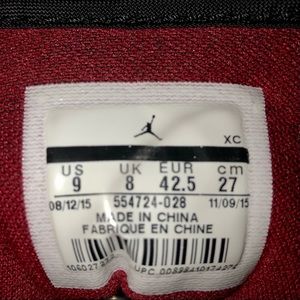 XC
US UK EUR cm
9 8 42.5 27
08/12/15 554724-028 11/09/15
MADE IN CHINA
FABRIQUE EN CHINE
UPC